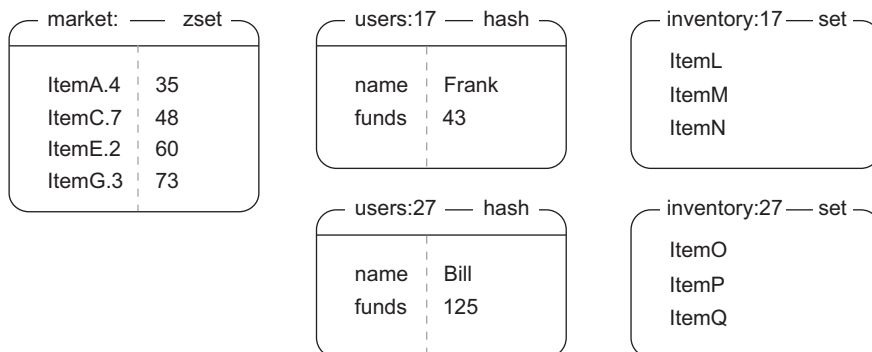 market: zset
ItemA.4 35
ItemC.7 48
ItemE.2 60
ItemG.3 73
users:17 hash
name Frank
funds 43
inventory:17 set
ItemL
ItemM
ItemN
users:27 hash
name Bill
funds 125
inventory:27 set
ItemO
ItemP
ItemQ